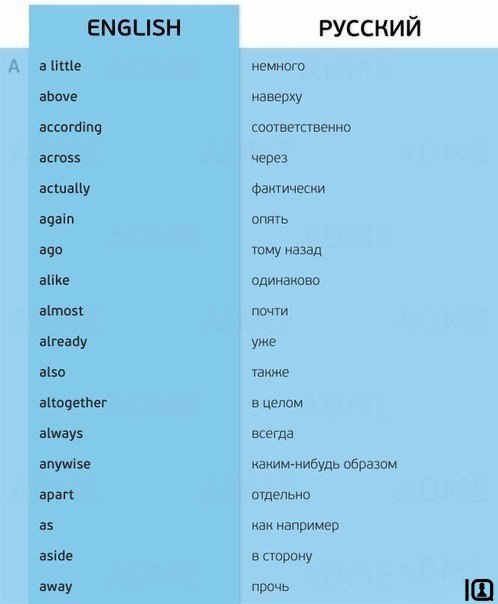 ENGLISH РУССКИЙ
A a little немного
above наверху
according соответственно
across через
actually фактически
again опять
ago тому назад
alike одинаково
almost почти
already уже
also также
altogether в целом
always всегда
anywise каким-нибудь образом
apart отдельно
as как например
aside в сторону
away прочь